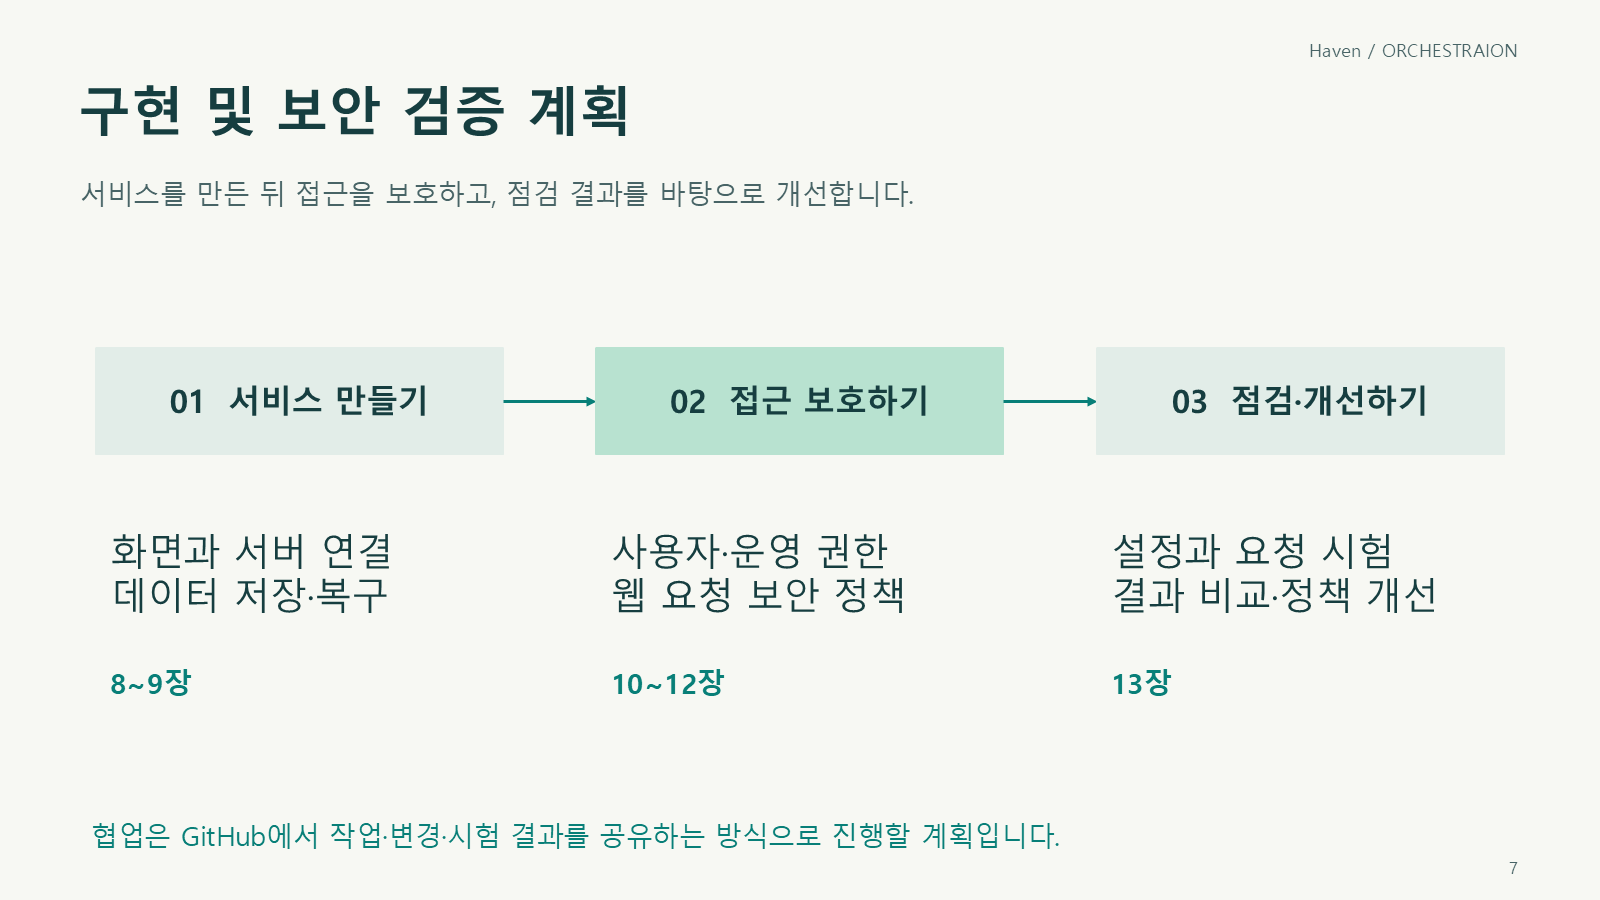 Haven / ORCHESTRAION
구현 및 보안 검증 계획
서비스를 만든 뒤 접근을 보호하고, 점검 결과를 바탕으로 개선합니다.
01 서비스 만들기
02 접근 보호하기
03 점검·개선하기
화면과 서버 연결
데이터 저장·복구
사용자·운영 권한
웹 요청 보안 정책
설정과 요청 시험
결과 비교·정책 개선
8~9장
10~12장
13장
협업은 GitHub에서 작업·변경·시험 결과를 공유하는 방식으로 진행할 계획입니다.
7